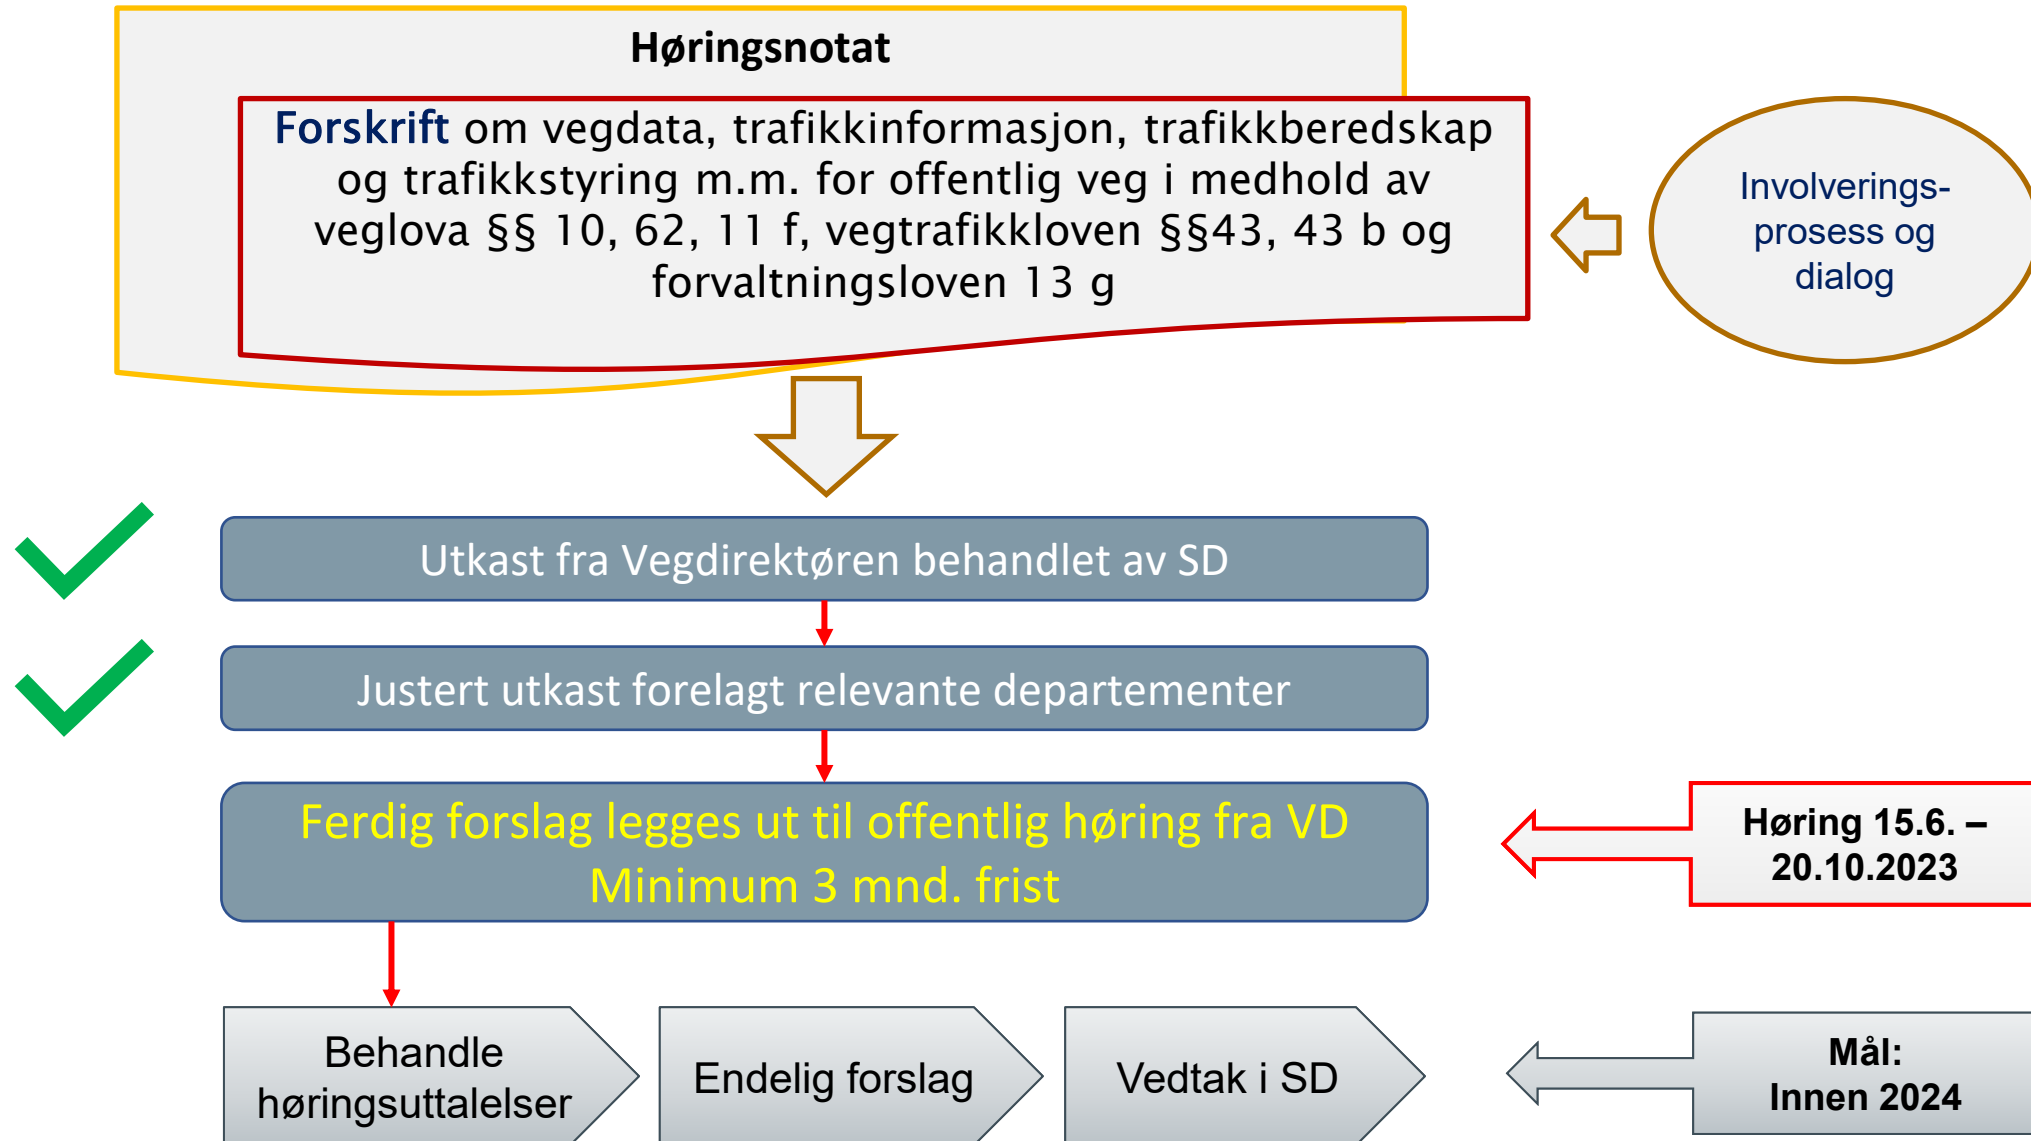 Høringsnotat
Forskrift om vegdata, trafikkinformasjon, trafikkberedskap
og trafikkstyring m.m. for offentlig veg i medhold av
veglova §§ 10, 62, 11 f, vegtrafikkloven §§43, 43 b og
forvaltningsloven 13 g
Involverings-
prosess og
dialog
Utkast fra Vegdirektøren behandlet av SD
Justert utkast forelagt relevante departementer
Ferdig forslag legges ut til offentlig høring fra VD
Minimum 3 mnd. frist
Høring 15.6. –
20.10.2023
Behandle
høringsuttalelser
Endelig forslag
Vedtak i SD
Mål:
Innen 2024